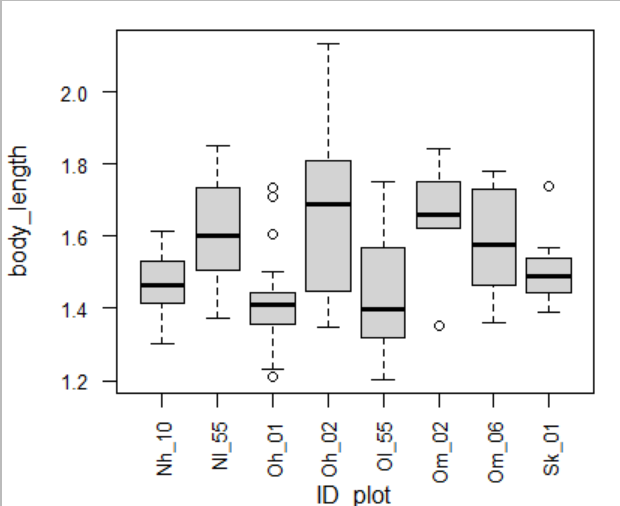 body_length
2.0
1.8
1.6
1.4
1.2
Nh_10
Nl_55
Oh_01
Oh_02
Ol_55
Om_02
Om_06
Sk_01
ID_plot